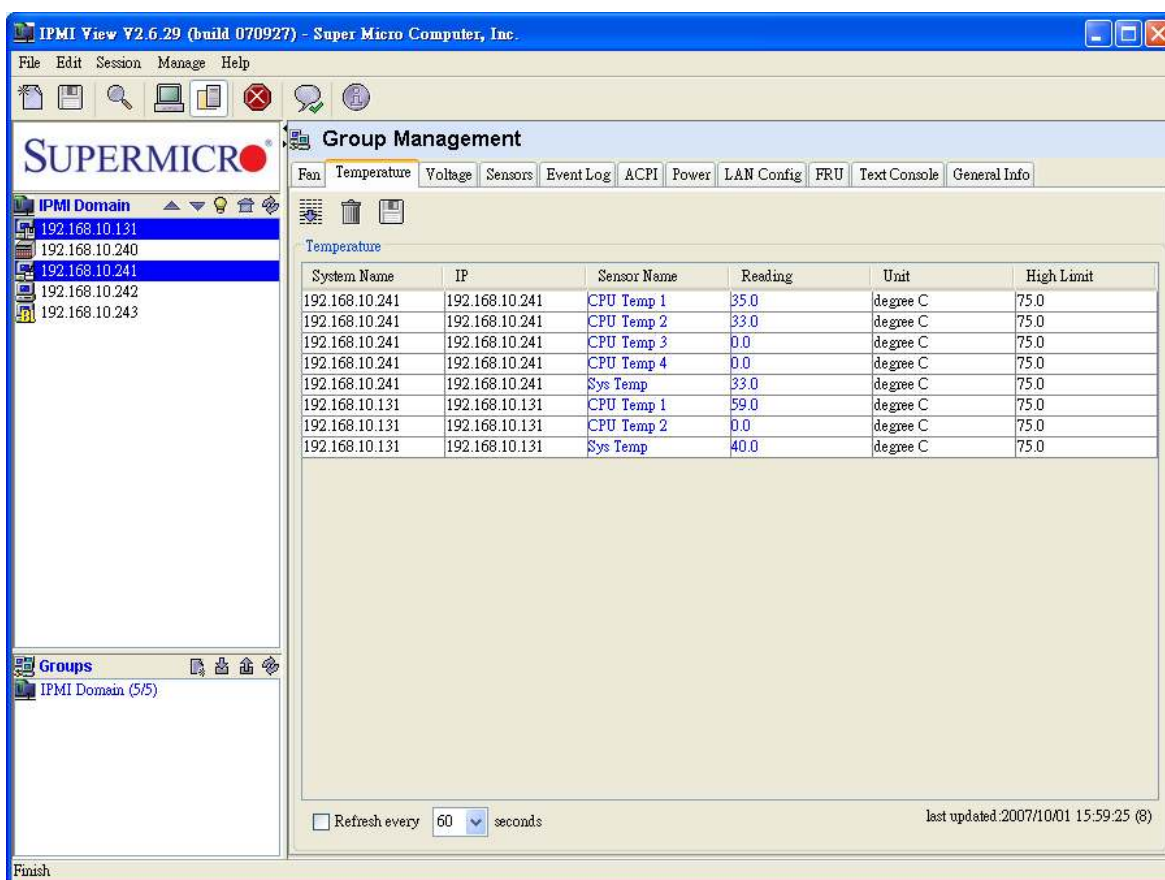 IPMI View V2.6.29 (build 070927) - Super Micro Computer, Inc.
File Edit Session Manage Help
SUPERMICRO
IPMI Domain
192.168.10.131
192.168.10.240
192.168.10.241
192.168.10.242
192.168.10.243
Groups
IPMI Domain (5/5)
Group Management
Fan Temperature Voltage Sensors Event Log ACPI Power LAN Config FRU Text Console General Info
Temperature
System Name IP Sensor Name Reading Unit High Limit
192.168.10.241 192.168.10.241 CPU Temp 1 35.0 degree C 75.0
192.168.10.241 192.168.10.241 CPU Temp 2 33.0 degree C 75.0
192.168.10.241 192.168.10.241 CPU Temp 3 0.0 degree C 75.0
192.168.10.241 192.168.10.241 CPU Temp 4 0.0 degree C 75.0
192.168.10.241 192.168.10.241 Sys Temp 33.0 degree C 75.0
192.168.10.131 192.168.10.131 CPU Temp 1 59.0 degree C 75.0
192.168.10.131 192.168.10.131 CPU Temp 2 0.0 degree C 75.0
192.168.10.131 192.168.10.131 Sys Temp 40.0 degree C 75.0
Refresh every 60 seconds
last updated:2007/10/01 15:59:25 (8)
Finish